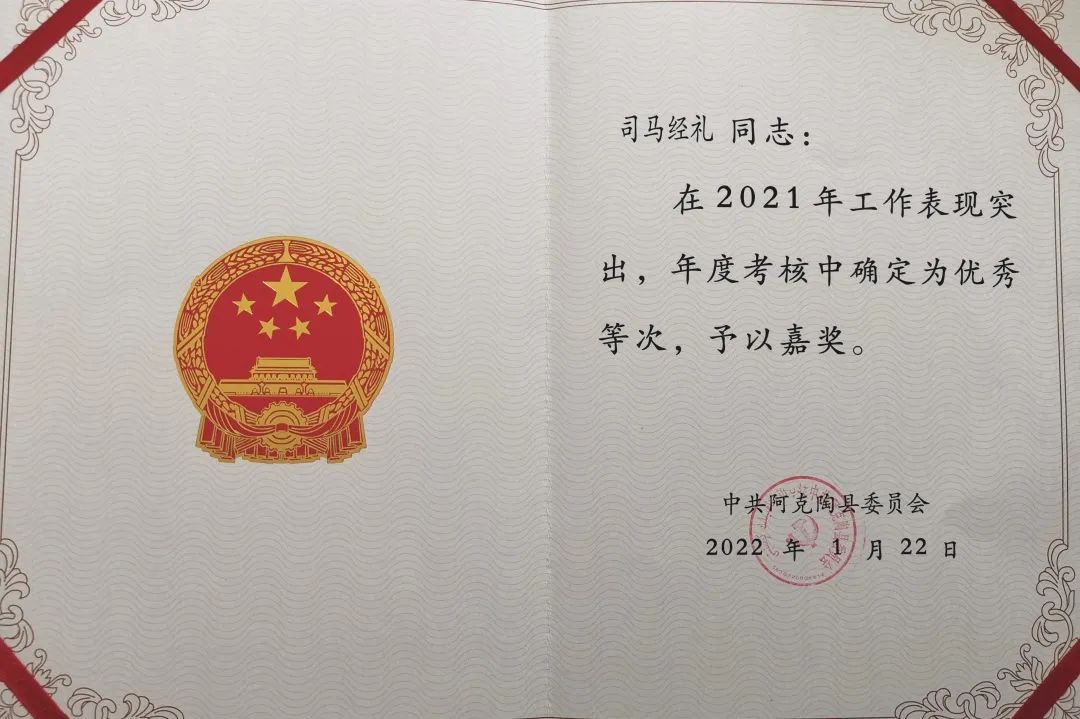 司马经礼 同志：
在2021年工作表现突
出，年度考核中确定为优秀
等次，予以嘉奖。
中共阿克陶县委员会
2022 年 1 月 22 日